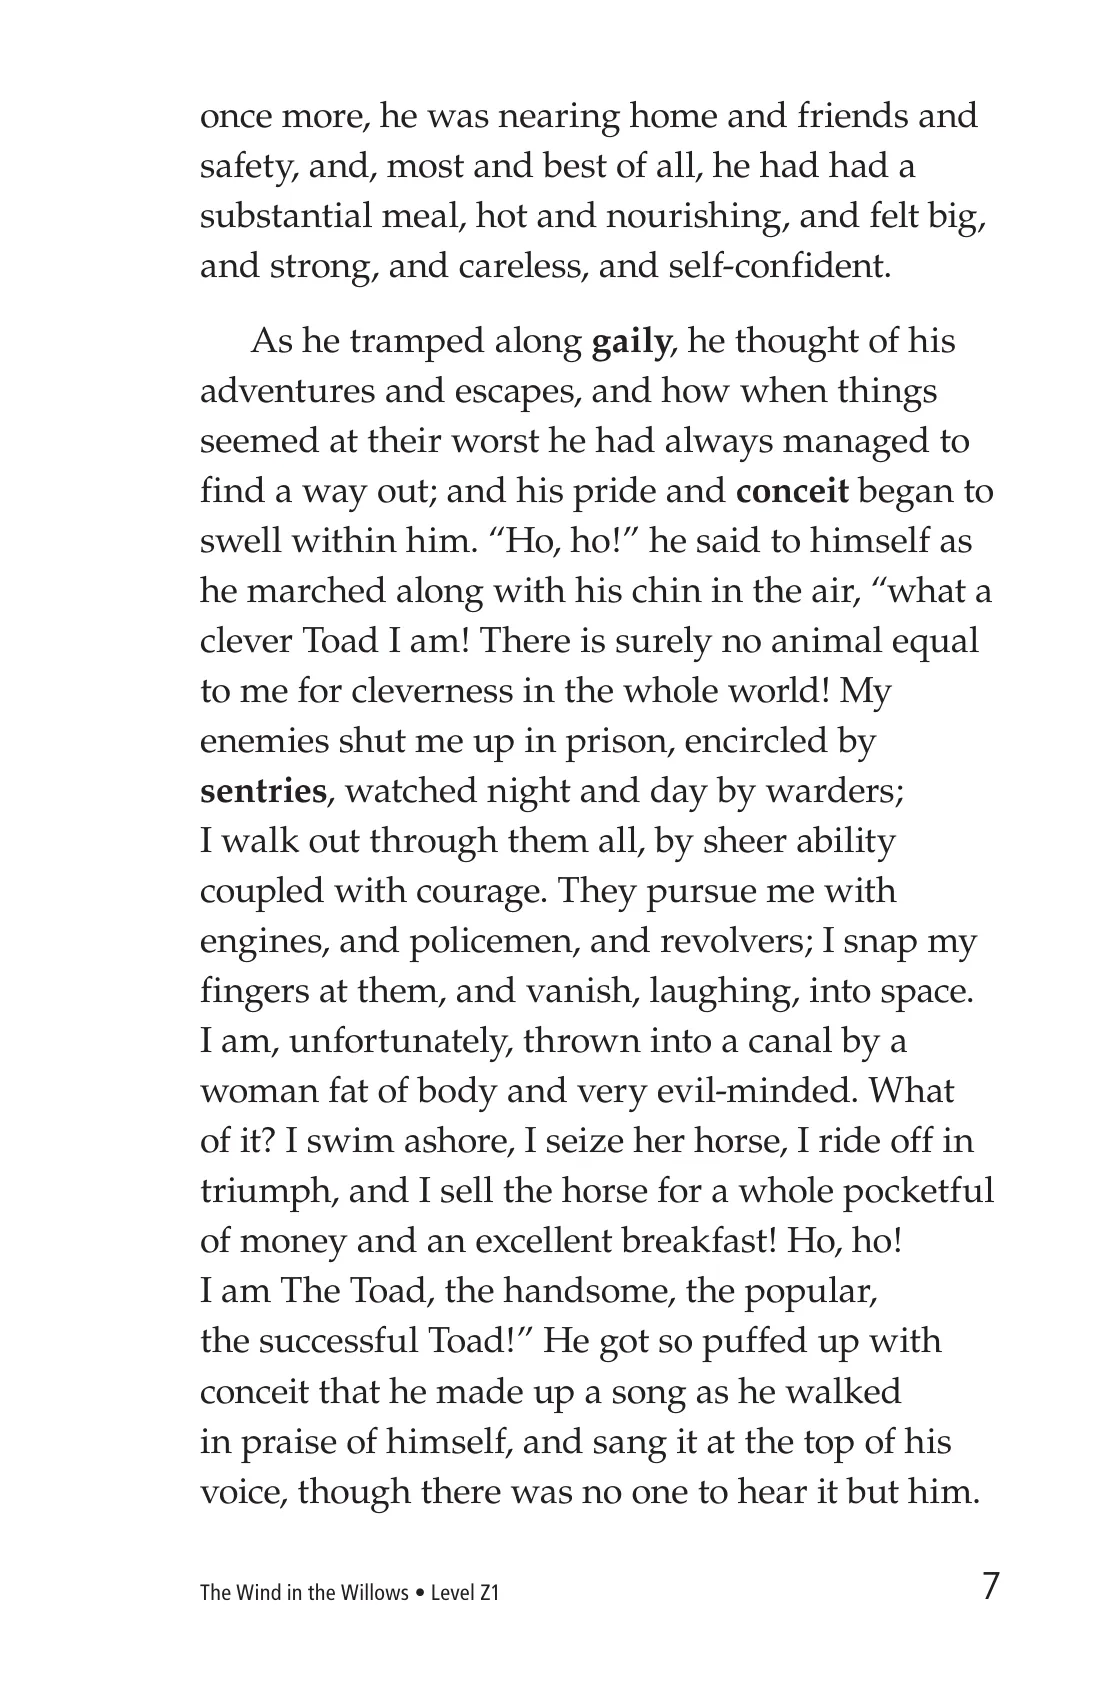 once more, he was nearing home and friends and
safety, and, most and best of all, he had had a
substantial meal, hot and nourishing, and felt big,
and strong, and careless, and self-confident.
As he tramped along gaily, he thought of his
adventures and escapes, and how when things
seemed at their worst he had always managed to
find a way out; and his pride and conceit began to
swell within him. “Ho, ho!” he said to himself as
he marched along with his chin in the air, “what a
clever Toad I am! There is surely no animal equal
to me for cleverness in the whole world! My
enemies shut me up in prison, encircled by
sentries, watched night and day by warders;
I walk out through them all, by sheer ability
coupled with courage. They pursue me with
engines, and policemen, and revolvers; I snap my
fingers at them, and vanish, laughing, into space.
I am, unfortunately, thrown into a canal by a
woman fat of body and very evil-minded. What
of it? I swim ashore, I seize her horse, I ride off in
triumph, and I sell the horse for a whole pocketful
of money and an excellent breakfast! Ho, ho!
I am The Toad, the handsome, the popular,
the successful Toad!” He got so puffed up with
conceit that he made up a song as he walked
in praise of himself, and sang it at the top of his
voice, though there was no one to hear it but him.
The Wind in the Willows • Level Z1 7